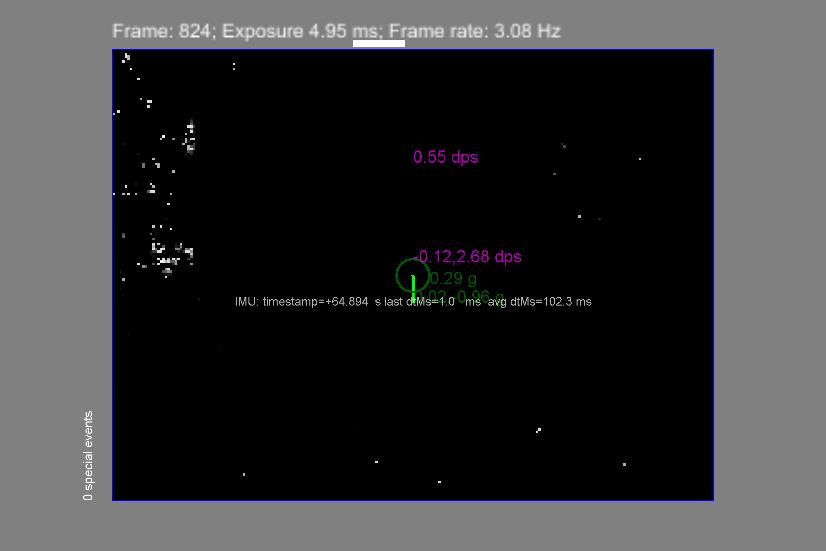 Frame: 824; Exposure 4.95 ms; Frame rate: 3.08 Hz
0.55 dps
-0.12,2.68 dps
0.29 g
IMU: timestamp=+64.894 s last dtMs=1.0 ms avg dtMs=102.3 ms
0 special events